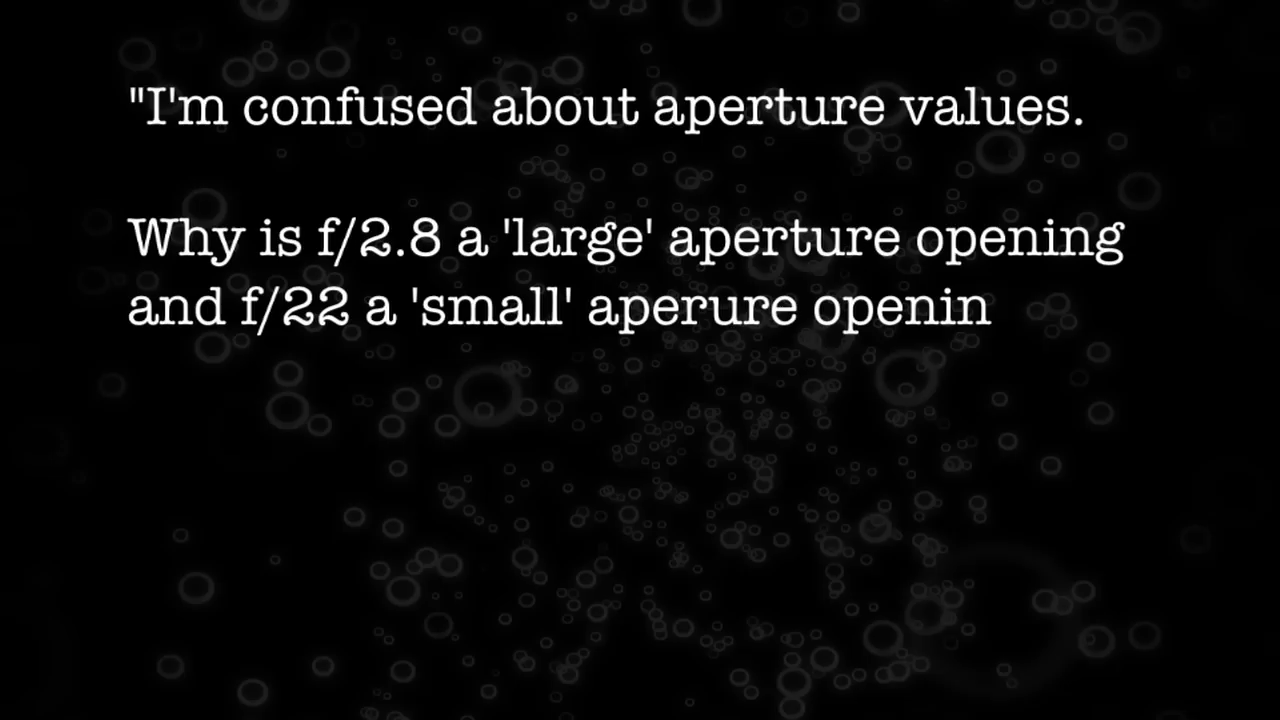 "I'm confused about aperture values.
Why is f/2.8 a 'large' aperture opening
and f/22 a 'small' aperure openin